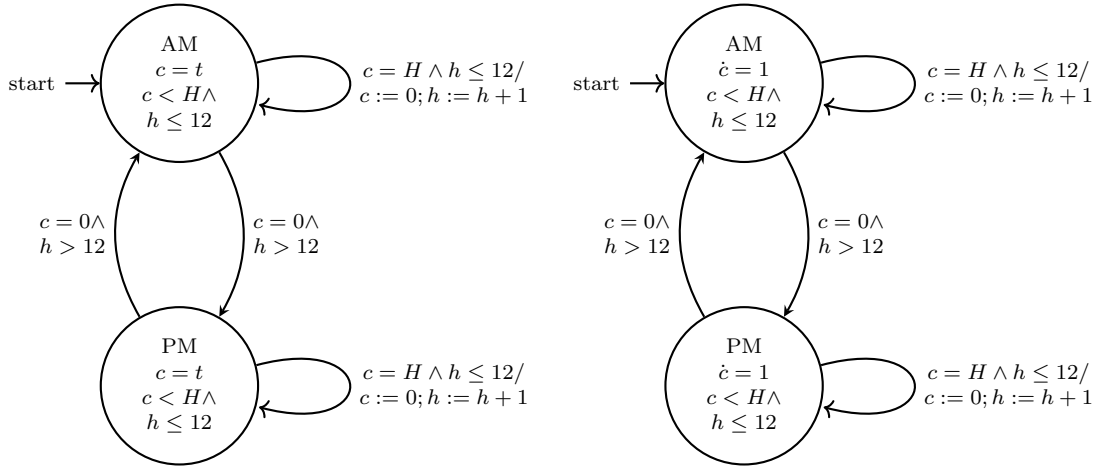 AM
c = t
c < H∧
h ≤ 12
start
c = H ∧ h ≤ 12/
c := 0; h := h + 1
c = 0∧
h > 12
c = 0∧
h > 12
PM
c = t
c < H∧
h ≤ 12
c = H ∧ h ≤ 12/
c := 0; h := h + 1
AM
ċ = 1
c < H∧
h ≤ 12
start
c = H ∧ h ≤ 12/
c := 0; h := h + 1
c = 0∧
h > 12
c = 0∧
h > 12
PM
ċ = 1
c < H∧
h ≤ 12
c = H ∧ h ≤ 12/
c := 0; h := h + 1